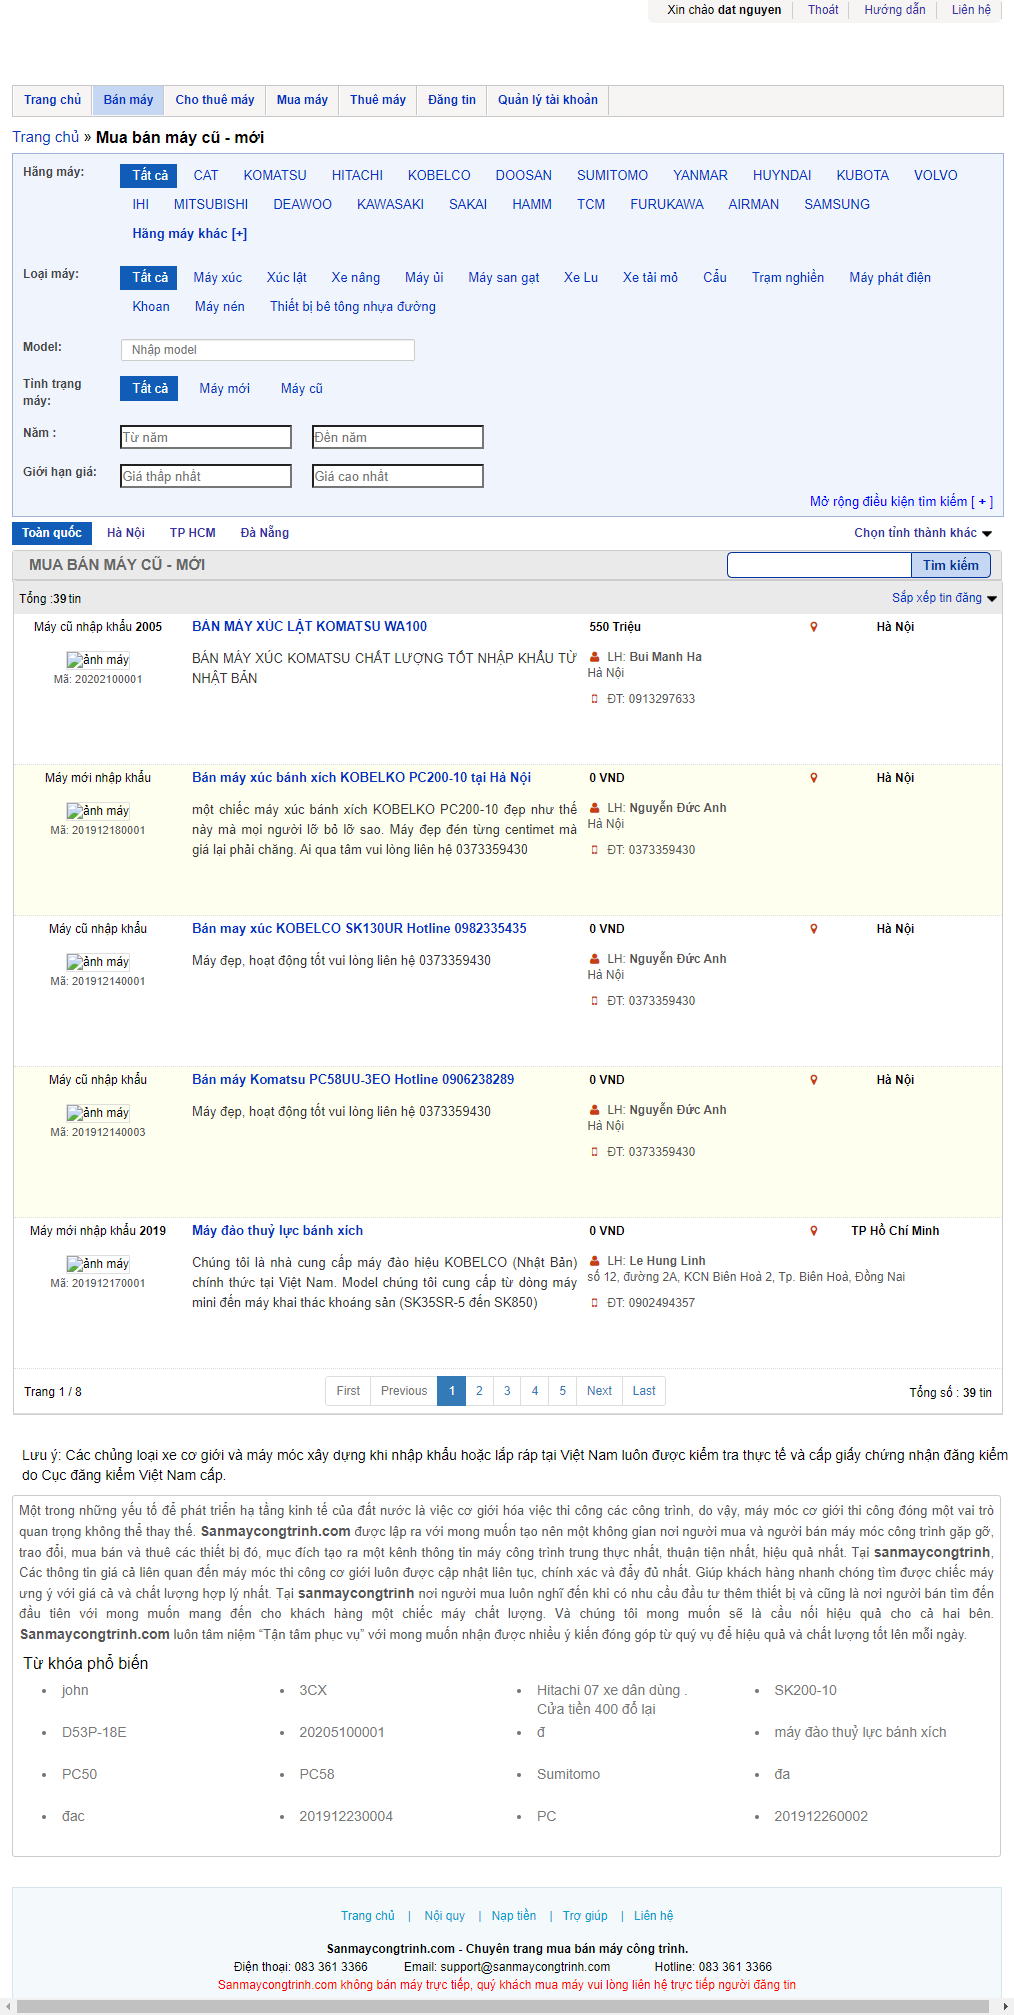 Xin chào dat nguyen Thoát Hướng dẫn Liên hệ
Trang chủ Bán máy Cho thuê máy Mua máy Thuê máy Đăng tin Quản lý tài khoản
Trang chủ » Mua bán máy cũ - mới
Hãng máy: Tất cả CAT KOMATSU HITACHI KOBELCO DOOSAN SUMITOMO YANMAR HUYNDAI KUBOTA VOLVO
IHI MITSUBISHI DEAWOO KAWASAKI SAKAI HAMM TCM FURUKAWA AIRMAN SAMSUNG
Hãng máy khác [+]
Loại máy: Tất cả Máy xúc Xúc lật Xe nâng Máy ủi Máy san gạt Xe Lu Xe tải mỏ Cẩu Trạm nghiền Máy phát điện
Khoan Máy nén Thiết bị bê tông nhựa đường
Model: Nhập model
Tình trạng máy: Tất cả Máy mới Máy cũ
Năm : Từ năm Đến năm
Giới hạn giá: Giá thấp nhất Giá cao nhất
Mở rộng điều kiện tìm kiếm [ + ]
Toàn quốc Hà Nội TP HCM Đà Nẵng Chọn tỉnh thành khác
MUA BÁN MÁY CŨ - MỚI Tìm kiếm
Tổng :39 tin Sắp xếp tin đăng
Máy cũ nhập khẩu 2005 BÁN MÁY XÚC LẬT KOMATSU WA100 550 Triệu Hà Nội
ảnh máy BÁN MÁY XÚC KOMATSU CHẤT LƯỢNG TỐT NHẬP KHẨU TỪ LH: Bui Manh Ha
Mã: 20202100001 NHẬT BẢN Hà Nội
ĐT: 0913297633
Máy mới nhập khẩu Bán máy xúc bánh xích KOBELKO PC200-10 tại Hà Nội 0 VND Hà Nội
ảnh máy một chiếc máy xúc bánh xích KOBELKO PC200-10 đẹp như thế LH: Nguyễn Đức Anh
Mã: 201912180001 này mà mọi người lỡ bỏ lỡ sao. Máy đẹp đén từng centimet mà Hà Nội
giá lại phải chăng. Ai qua tâm vui lòng liên hệ 0373359430 ĐT: 0373359430
Máy cũ nhập khẩu Bán may xúc KOBELCO SK130UR Hotline 0982335435 0 VND Hà Nội
ảnh máy Máy đẹp, hoạt động tốt vui lòng liên hệ 0373359430 LH: Nguyễn Đức Anh
Mã: 201912140001 Hà Nội
ĐT: 0373359430
Máy cũ nhập khẩu Bán máy Komatsu PC58UU-3EO Hotline 0906238289 0 VND Hà Nội
ảnh máy Máy đẹp, hoạt động tốt vui lòng liên hệ 0373359430 LH: Nguyễn Đức Anh
Mã: 201912140003 Hà Nội
ĐT: 0373359430
Máy mới nhập khẩu 2019 Máy đào thuỷ lực bánh xích 0 VND TP Hồ Chí Minh
ảnh máy Chúng tôi là nhà cung cấp máy đào hiệu KOBELCO (Nhật Bản) LH: Le Hung Linh
Mã: 201912170001 chính thức tại Việt Nam. Model chúng tôi cung cấp từ dòng máy số 12, đường 2A, KCN Biên Hoà 2, Tp. Biên Hoà, Đồng Nai
mini đến máy khai thác khoáng sản (SK35SR-5 đến SK850) ĐT: 0902494357
Trang 1 / 8 First Previous 1 2 3 4 5 Next Last Tổng số : 39 tin
Lưu ý: Các chủng loại xe cơ giới và máy móc xây dựng khi nhập khẩu hoặc lắp ráp tại Việt Nam luôn được kiểm tra thực tế và cấp giấy chứng nhận đăng kiểm
do Cục đăng kiểm Việt Nam cấp.
Một trong những yếu tố để phát triển hạ tầng kinh tế của đất nước là việc cơ giới hóa việc thi công các công trình, do vậy, máy móc cơ giới thi công đóng một vai trò
quan trọng không thể thay thế. Sanmaycongtrinh.com được lập ra với mong muốn tạo nên một không gian nơi người mua và người bán máy móc công trình gặp gỡ,
trao đổi, mua bán và thuê các thiết bị đó, mục đích tạo ra một kênh thông tin máy công trình trung thực nhất, thuận tiện nhất, hiệu quả nhất. Tại sanmaycongtrinh,
Các thông tin giá cả liên quan đến máy móc thi công cơ giới luôn được cập nhật liên tục, chính xác và đẩy đủ nhất. Giúp khách hàng nhanh chóng tìm được chiếc máy
ưng ý với giá cả và chất lượng hợp lý nhất. Tại sanmaycongtrinh nơi người mua luôn nghĩ đến khi có nhu cầu đầu tư thêm thiết bị và cũng là nơi người bán tìm đến
đầu tiên với mong muốn mang đến cho khách hàng một chiếc máy chất lượng. Và chúng tôi mong muốn sẽ là cầu nối hiệu quả cho cả hai bên.
Sanmaycongtrinh.com luôn tâm niệm “Tận tâm phục vụ” với mong muốn nhận được nhiều ý kiến đóng góp từ quý vụ để hiệu quả và chất lượng tốt lên mỗi ngày.
Từ khóa phổ biến
• john • 3CX • Hitachi 07 xe dân dùng . • SK200-10
Cửa tiền 400 đổ lại
• D53P-18E • 20205100001 • đ • máy đào thuỷ lực bánh xích
• PC50 • PC58 • Sumitomo • đa
• đac • 201912230004 • PC • 201912260002
Trang chủ | Nội quy | Nạp tiền | Trợ giúp | Liên hệ
Sanmaycongtrinh.com - Chuyên trang mua bán máy công trình.
Điện thoại: 083 361 3366 Email: support@sanmaycongtrinh.com Hotline: 083 361 3366
Sanmaycongtrinh.com không bán máy trực tiếp, quý khách mua máy vui lòng liên hệ trực tiếp người đăng tin